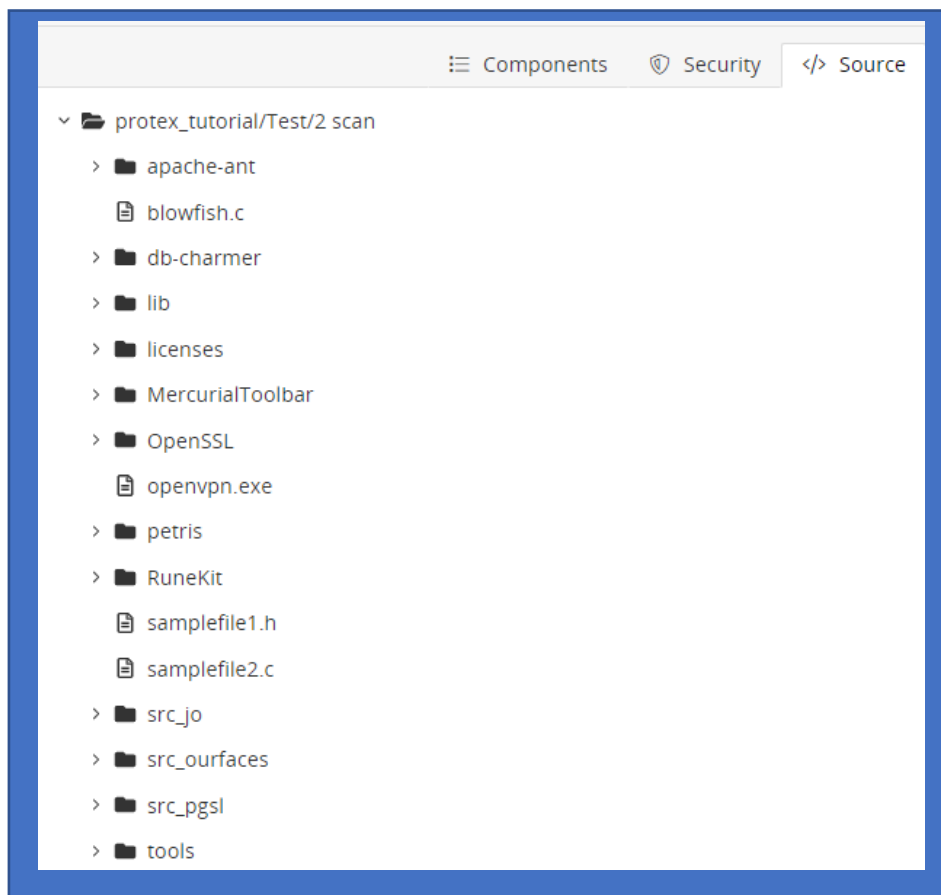 Components Security </> Source
protex_tutorial/Test/2 scan
apache-ant
blowfish.c
db-charmer
lib
licenses
MercurialToolbar
OpenSSL
openvpn.exe
petris
RuneKit
samplefile1.h
samplefile2.c
src_jo
src_ourfaces
src_pgsl
tools